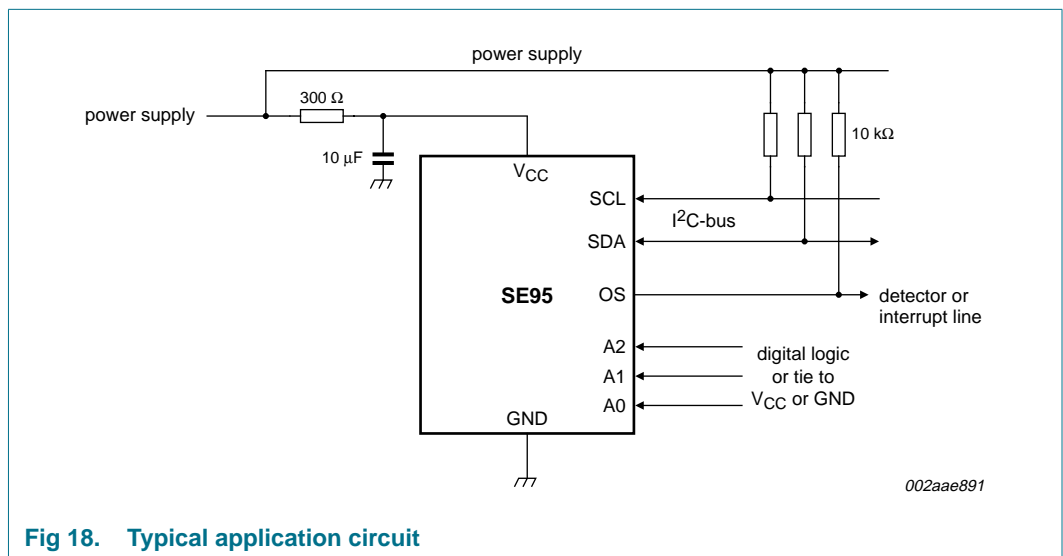 power supply
power supply
300 Ω
10 μF
10 kΩ
VCC
SCL
I2C-bus
SDA
SE95
OS
detector or
interrupt line
A2
A1
A0
digital logic
or tie to
VCC or GND
GND
002aae891
Fig 18. Typical application circuit